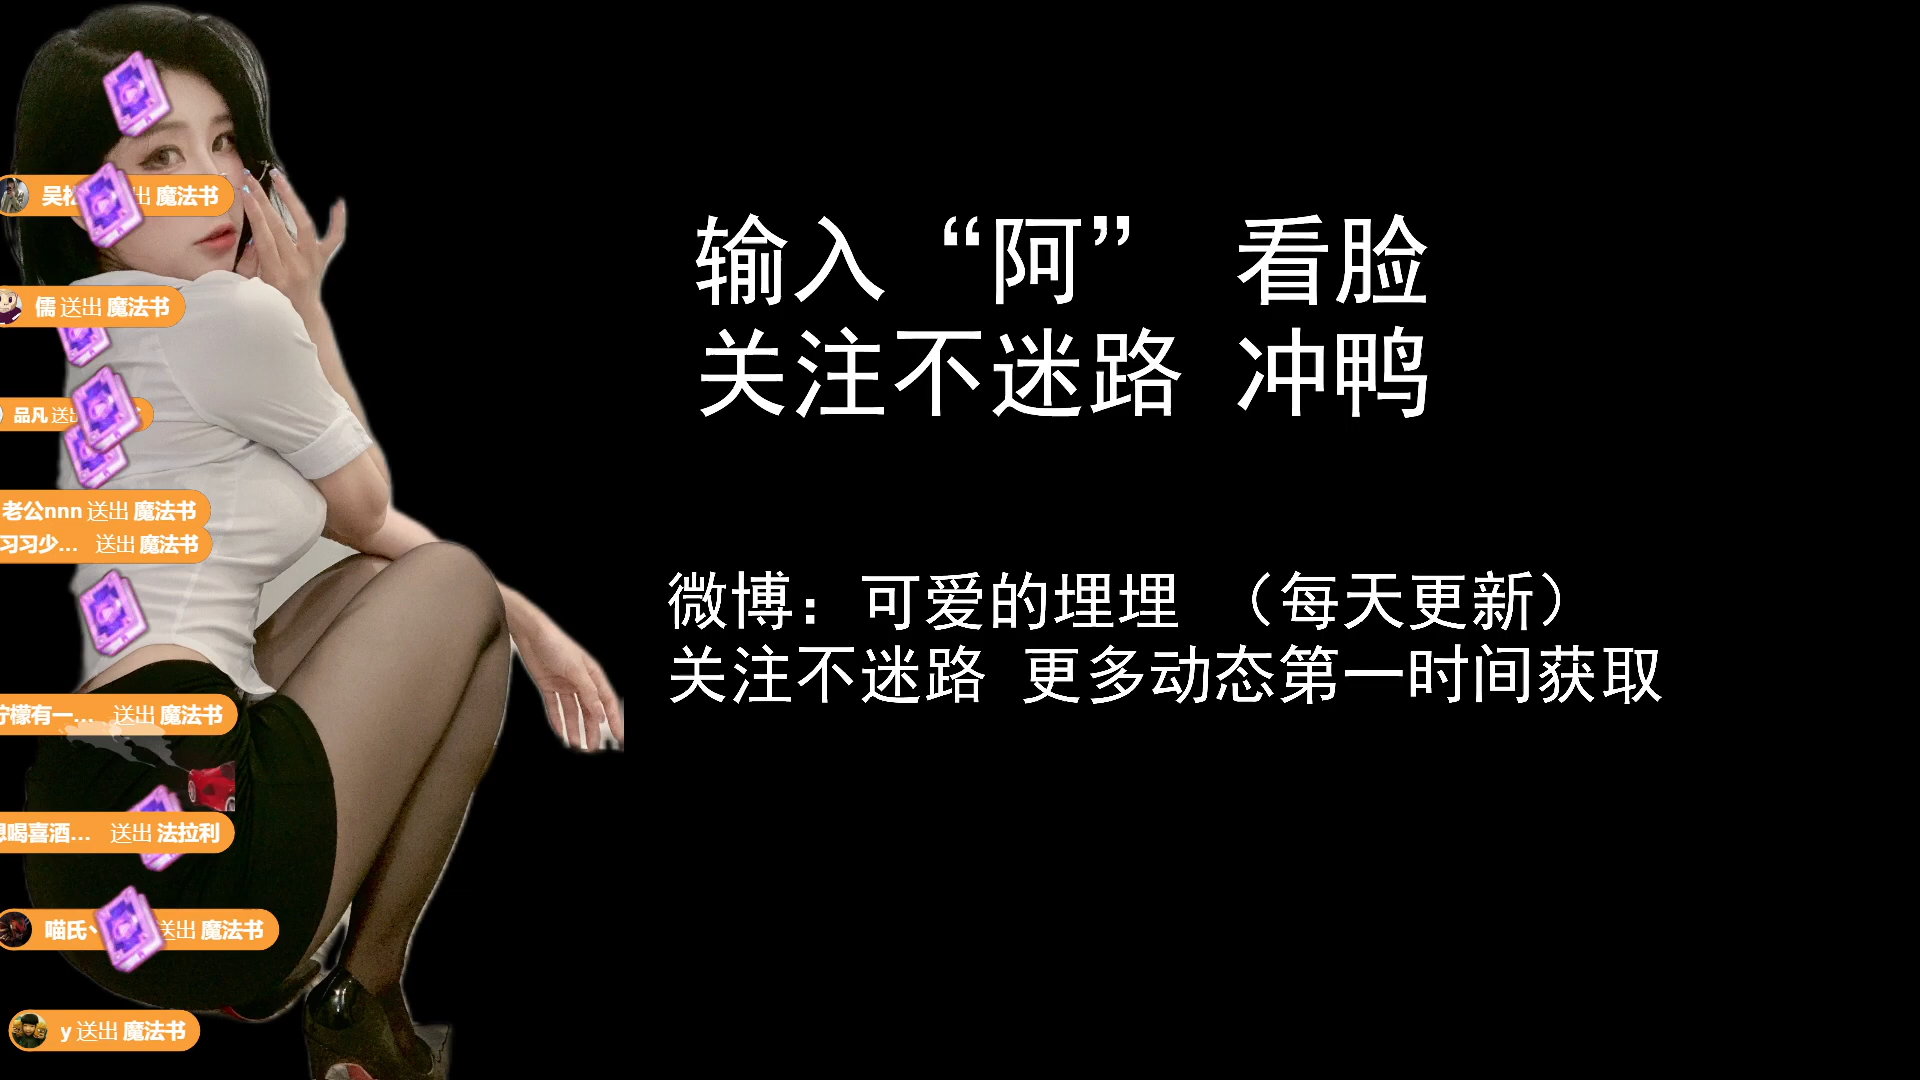 输入“阿” 看脸
关注不迷路 冲鸭
微博：可爱的埋埋 （每天更新）
关注不迷路 更多动态第一时间获取
吴松 出 魔法书
儒 送出 魔法书
品凡 送出
老公nnn 送出 魔法书
习习少... 送出 魔法书
柠檬有一... 送出 魔法书
想喝喜酒... 送出 法拉利
喵氏丶 送出 魔法书
y 送出 魔法书